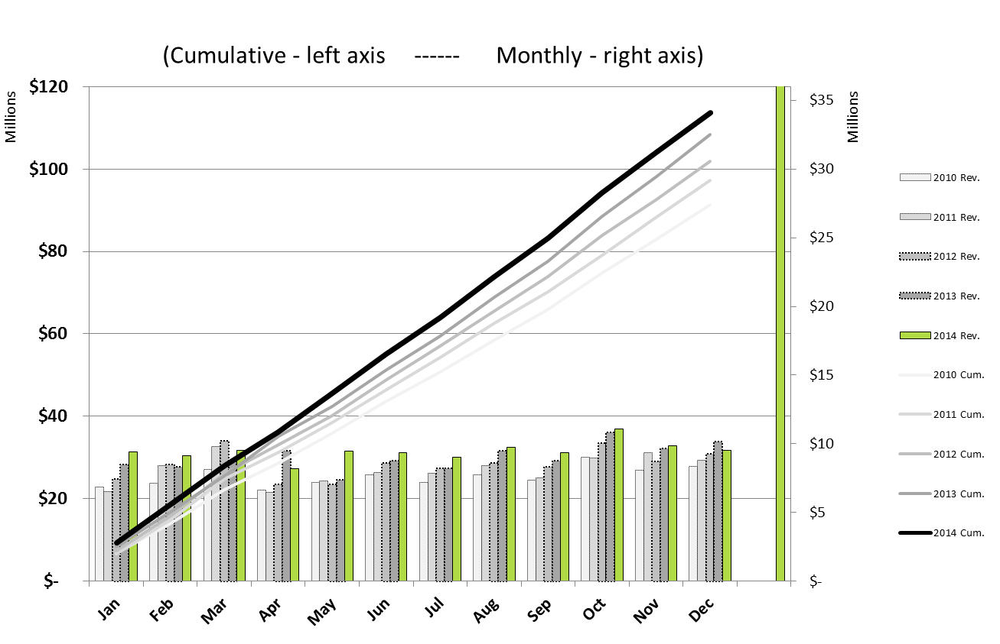 (Cumulative - left axis ------ Monthly - right axis)
Millions
$120
$100
$80
$60
$40
$20
$-
$35
$30
$25
$20
$15
$10
$5
$-
Millions
Jan
Feb
Mar
Apr
May
Jun
Jul
Aug
Sep
Oct
Nov
Dec
2010 Rev.
2011 Rev.
2012 Rev.
2013 Rev.
2014 Rev.
2010 Cum.
2011 Cum.
2012 Cum.
2013 Cum.
2014 Cum.